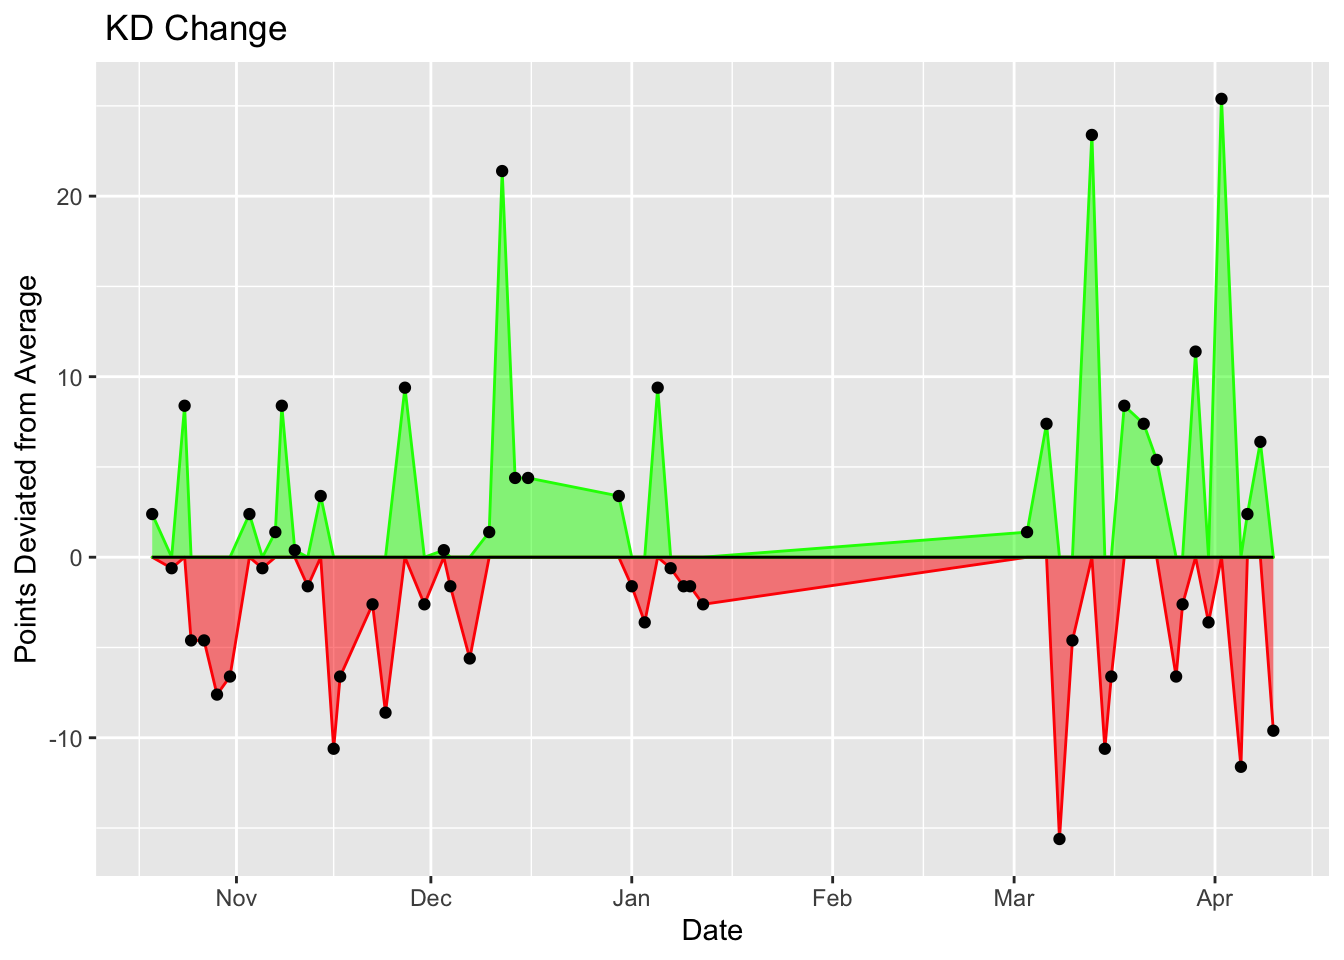 KD Change
Points Deviated from Average
20
10
0
-10
Nov Dec Jan Feb Mar Apr
Date